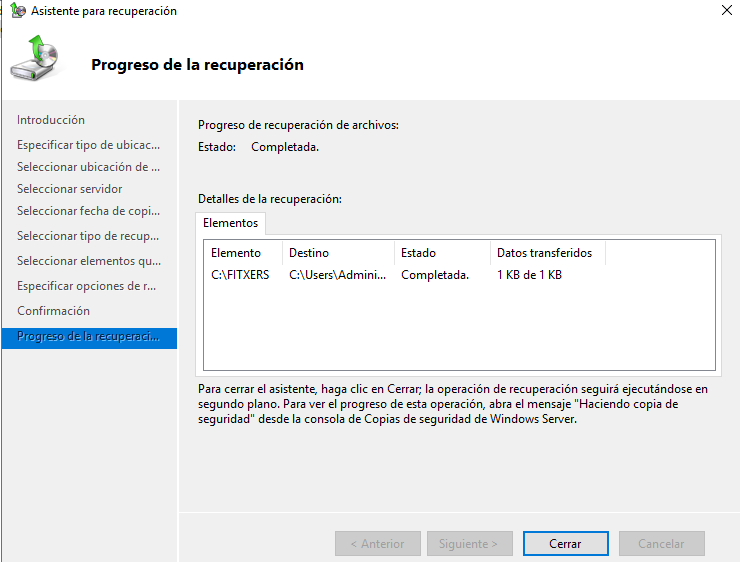 Asistente para recuperación
Progreso de la recuperación
Introducción
Especificar tipo de ubicac...
Seleccionar ubicación de ...
Seleccionar servidor
Seleccionar fecha de copi...
Seleccionar tipo de recup...
Seleccionar elementos qu...
Especificar opciones de r...
Confirmación
Progreso de la recuperaci...
Progreso de recuperación de archivos:
Estado: Completada.
Detalles de la recuperación:
Elementos
Elemento Destino Estado Datos transferidos
C:\FITXERS C:\Users\Admini... Completada. 1 KB de 1 KB
Para cerrar el asistente, haga clic en Cerrar; la operación de recuperación seguirá ejecutándose en
segundo plano. Para ver el progreso de esta operación, abra el mensaje "Haciendo copia de
seguridad" desde la consola de Copias de seguridad de Windows Server.
< Anterior Siguiente > Cerrar Cancelar